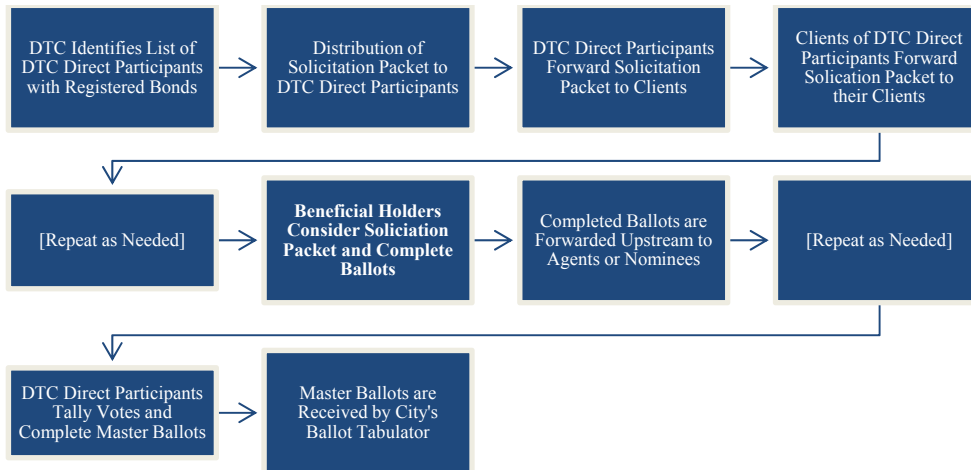 DTC Identifies List of
DTC Direct Participants
with Registered Bonds
Distribution of
Solicitation Packet to
DTC Direct Participants
DTC Direct Participants
Forward Solicitation
Packet to Clients
Clients of DTC Direct
Participants Forward
Solication Packet to
their Clients
[Repeat as Needed]
Beneficial Holders
Consider Soliciation
Packet and Complete
Ballots
Completed Ballots are
Forwarded Upstream to
Agents or Nominees
[Repeat as Needed]
DTC Direct Participants
Tally Votes and
Complete Master Ballots
Master Ballots are
Received by City's
Ballot Tabulator